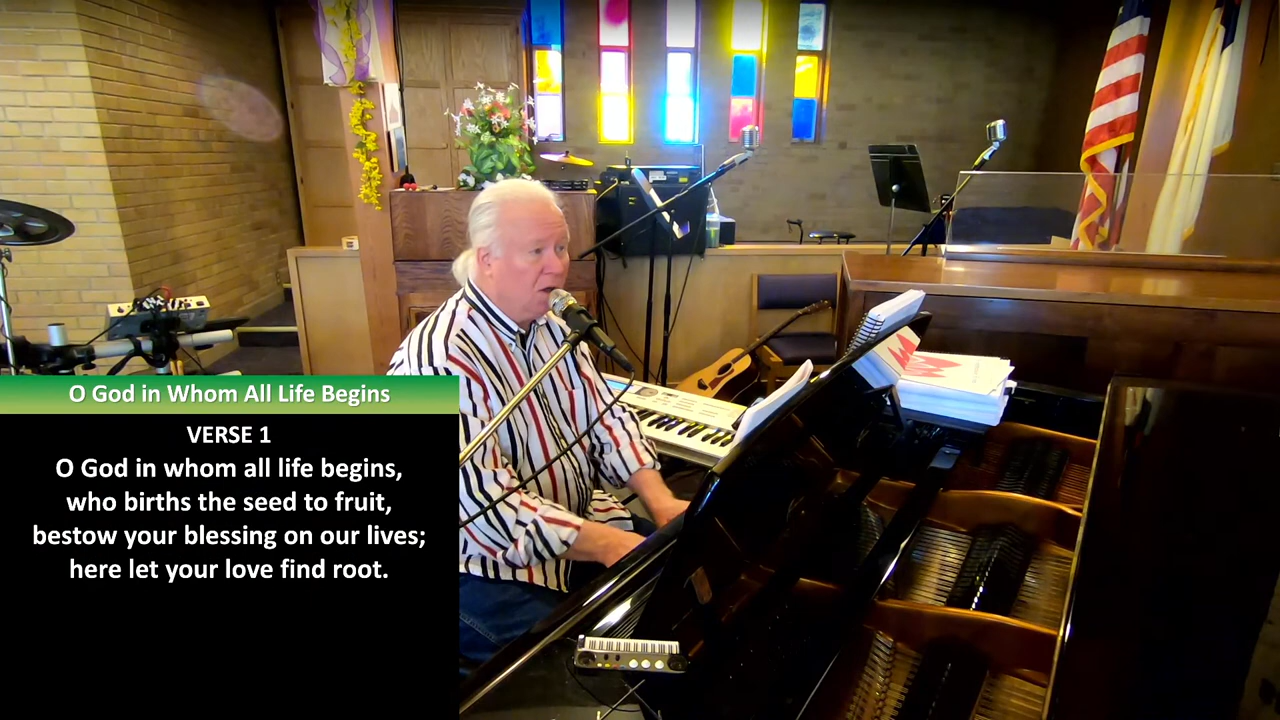 O God in Whom All Life Begins
VERSE 1
O God in whom all life begins,
who births the seed to fruit,
bestow your blessing on our lives;
here let your love find root.